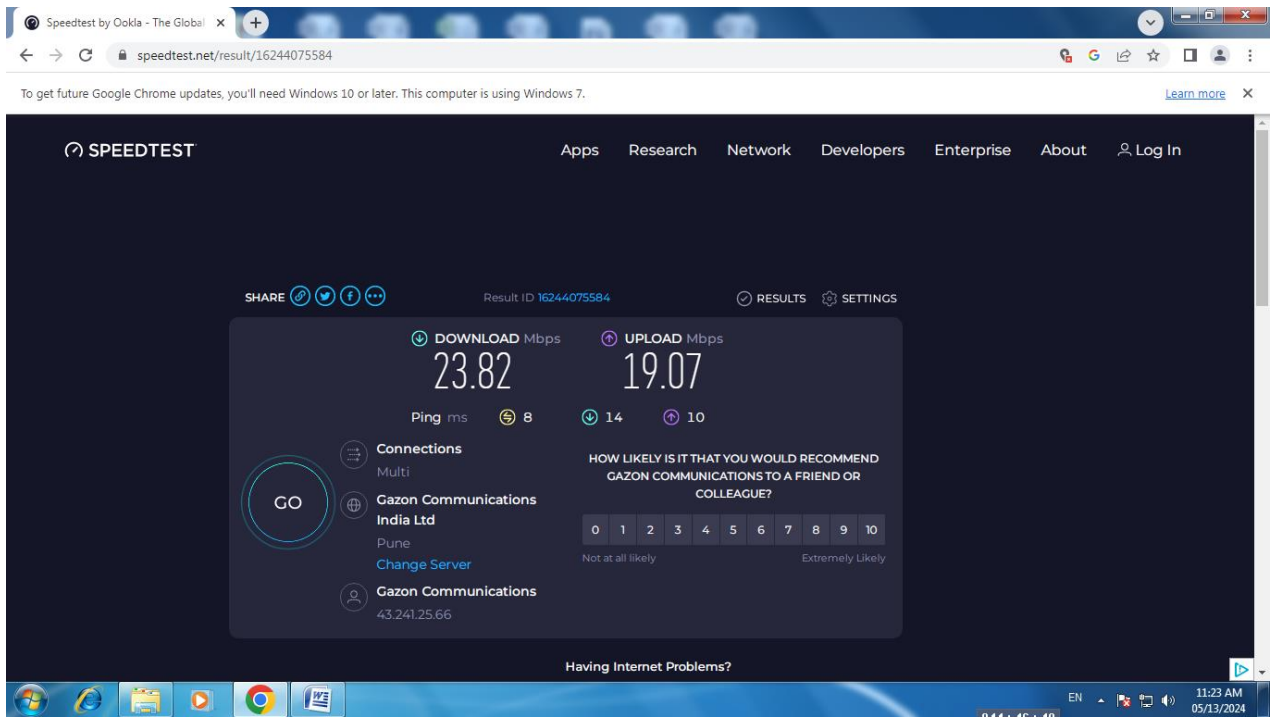 Speedtest by Ookla - The Global
speedtest.net/result/16244075584
To get future Google Chrome updates, you'll need Windows 10 or later. This computer is using Windows 7.
Learn more
SPEEDTEST
Apps Research Network Developers Enterprise About Log In
SHARE
Result ID 16244075584
RESULTS SETTINGS
DOWNLOAD Mbps UPLOAD Mbps
23.82 19.07
Ping ms 8 14 10
Connections
Multi
Gazon Communications
India Ltd
Pune
Change Server
Gazon Communications
43.241.25.66
HOW LIKELY IS IT THAT YOU WOULD RECOMMEND
GAZON COMMUNICATIONS TO A FRIEND OR
COLLEAGUE?
0 1 2 3 4 5 6 7 8 9 10
Not at all likely Extremely Likely
GO
Having Internet Problems?
EN
11:23 AM
05/13/2024